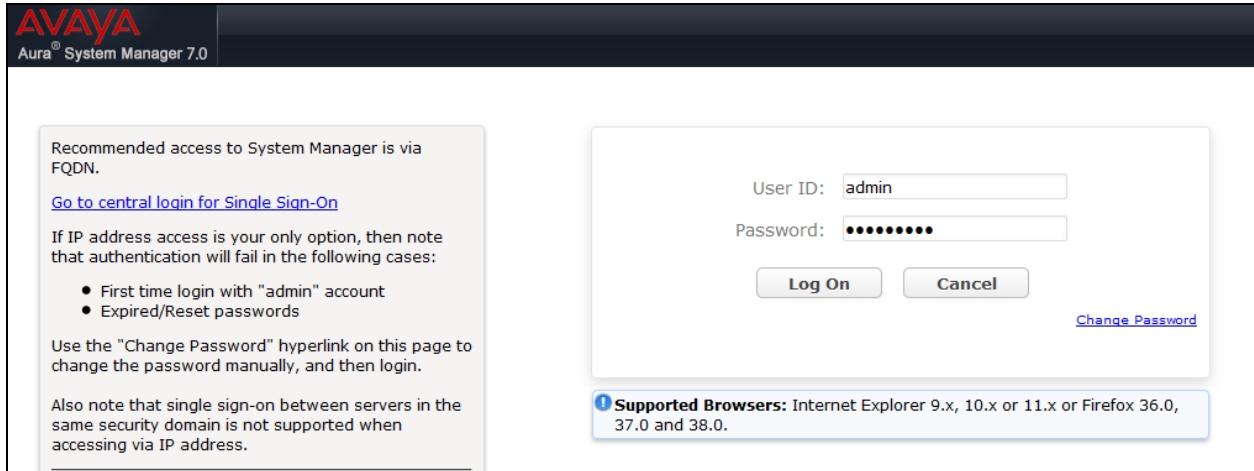 AVAYA
Aura® System Manager 7.0
Recommended access to System Manager is via
FQDN.
Go to central login for Single Sign-On
If IP address access is your only option, then note
that authentication will fail in the following cases:
● First time login with "admin" account
● Expired/Reset passwords
Use the "Change Password" hyperlink on this page to
change the password manually, and then login.
Also note that single sign-on between servers in the
same security domain is not supported when
accessing via IP address.
User ID: admin
Password: ●●●●●●●●●
Log On Cancel
Change Password
Supported Browsers: Internet Explorer 9.x, 10.x or 11.x or Firefox 36.0,
37.0 and 38.0.